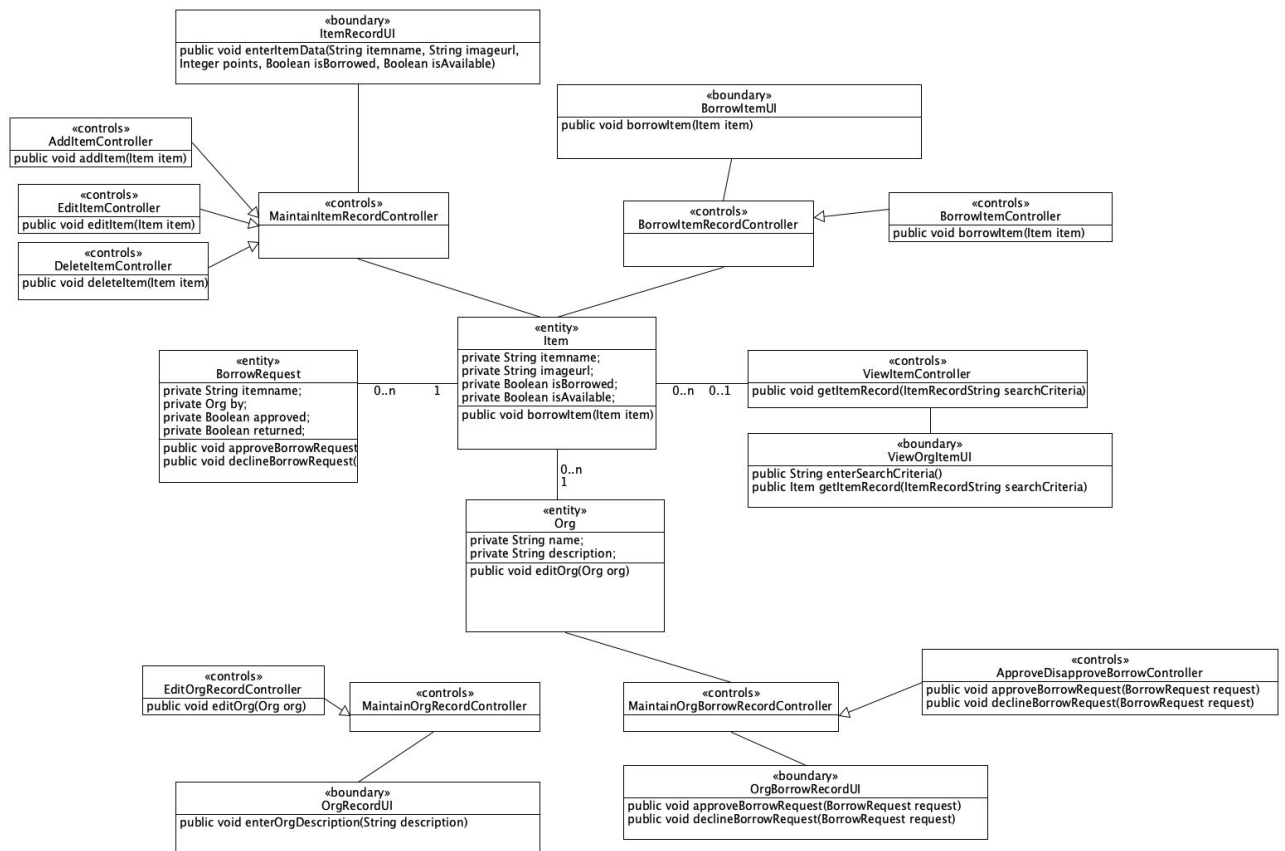 «boundary»
ItemRecordUI
public void enterItemData(String itemname, String imageurl,
Integer points, Boolean isBorrowed, Boolean isAvailable)
«boundary»
BorrowItemUI
public void borrowItem(Item item)
«controls»
AddItemController
public void addItem(Item item)
«controls»
EditItemController
public void editItem(Item item)
«controls»
DeleteItemController
public void deleteItem(Item item)
«controls»
MaintainItemRecordController
«controls»
BorrowItemRecordController
«controls»
BorrowItemController
public void borrowItem(Item item)
«entity»
Item
private String itemname;
private String imageurl;
private Boolean isBorrowed;
private Boolean isAvailable;
public void borrowItem(Item item)
«entity»
BorrowRequest
private String itemname;
private Org by;
private Boolean approved;
private Boolean returned;
public void approveBorrowRequest
public void declineBorrowRequest(
0..n 1
0..n 0..1
«controls»
ViewItemController
public void getItemRecord(ItemRecordString searchCriteria)
«boundary»
ViewOrgItemUI
public String enterSearchCriteria()
public Item getItemRecord(ItemRecordString searchCriteria)
0..n
1
«entity»
Org
private String name;
private String description;
public void editOrg(Org org)
«controls»
EditOrgRecordController
public void editOrg(Org org)
«controls»
MaintainOrgRecordController
«controls»
MaintainOrgBorrowRecordController
«controls»
ApproveDisapproveBorrowController
public void approveBorrowRequest(BorrowRequest request)
public void declineBorrowRequest(BorrowRequest request)
«boundary»
OrgRecordUI
public void enterOrgDescription(String description)
«boundary»
OrgBorrowRecordUI
public void approveBorrowRequest(BorrowRequest request)
public void declineBorrowRequest(BorrowRequest request)